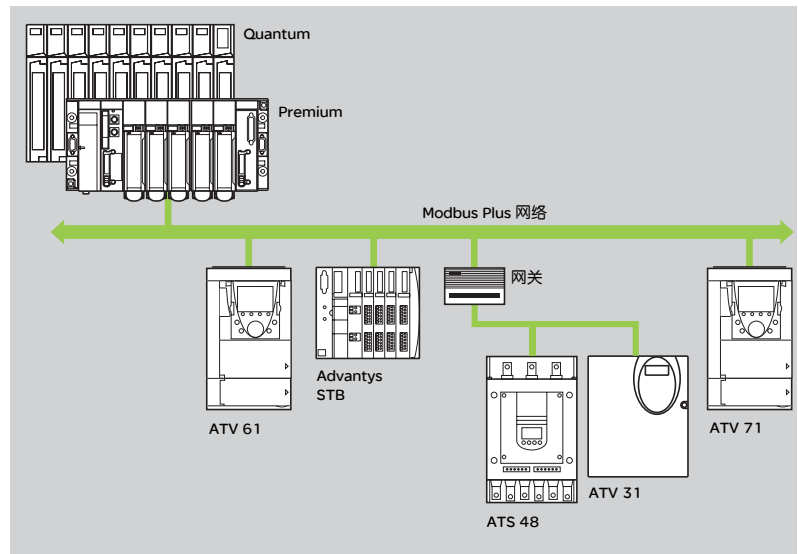 Quantum
Premium
Modbus Plus 网络
网关
Advantys
STB
ATV 61
ATV 71
ATV 31
ATS 48